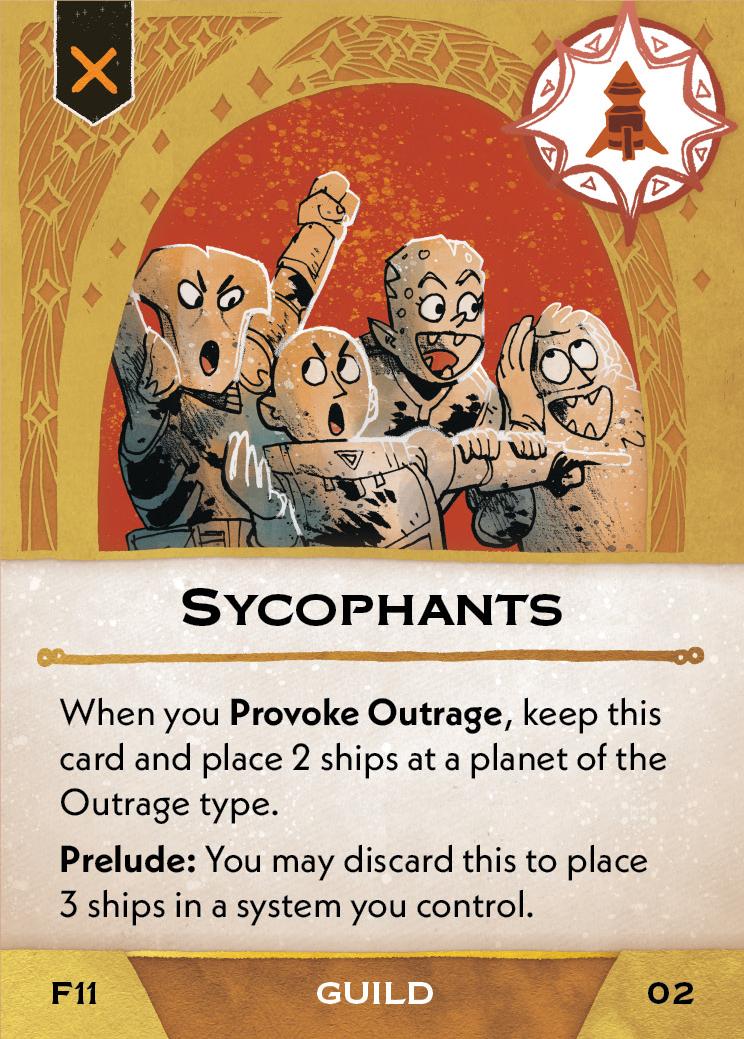 Sycophants
When you Provoke Outrage, keep this
card and place 2 ships at a planet of the
Outrage type.
Prelude: You may discard this to place
3 ships in a system you control.
F11 GUILD 02